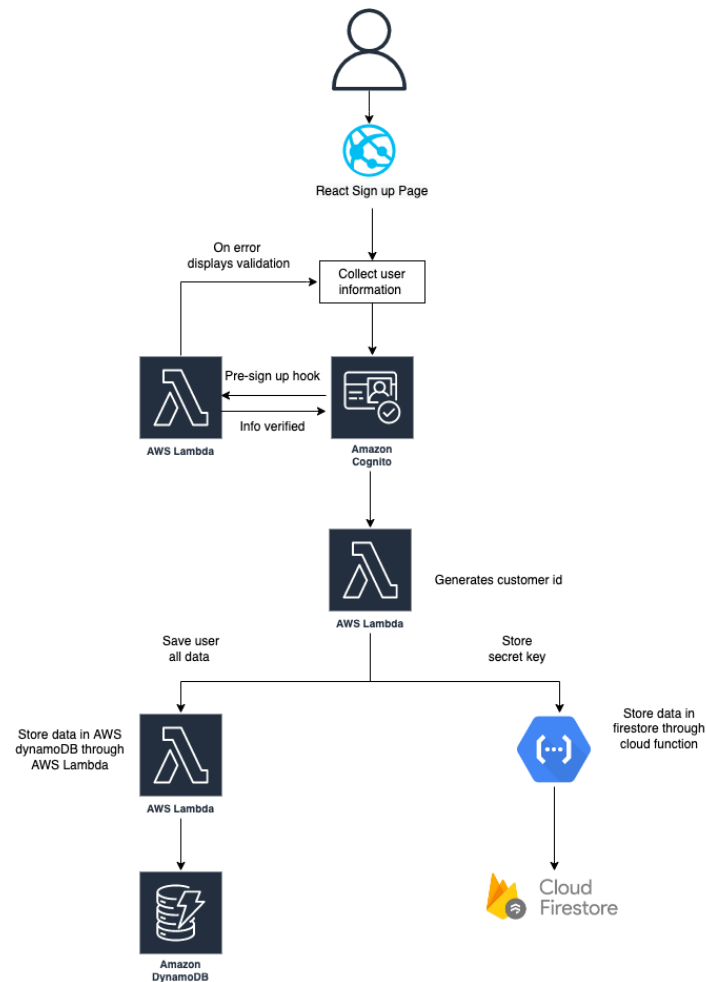 React Sign up Page
On error
displays validation
Collect user
information
Pre-sign up hook
Info verified
AWS Lambda
Amazon
Cognito
Generates customer id
AWS Lambda
Save user
all data
Store
secret key
Store data in AWS
dynamoDB through
AWS Lambda
Store data in
firestore through
cloud function
AWS Lambda
Cloud
Firestore
Amazon
DynamoDB